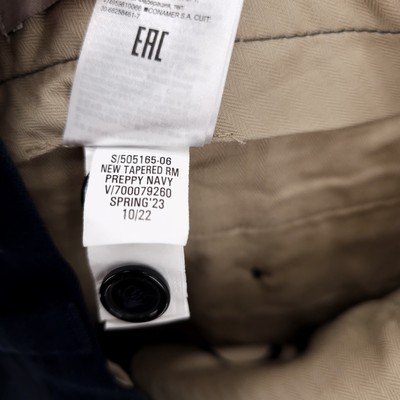 CONAMER S.A. CUIT:
EAC
S/505165-06
NEW TAPERED RM
PREPPY NAVY
V/700079260
SPRING'23
10/22